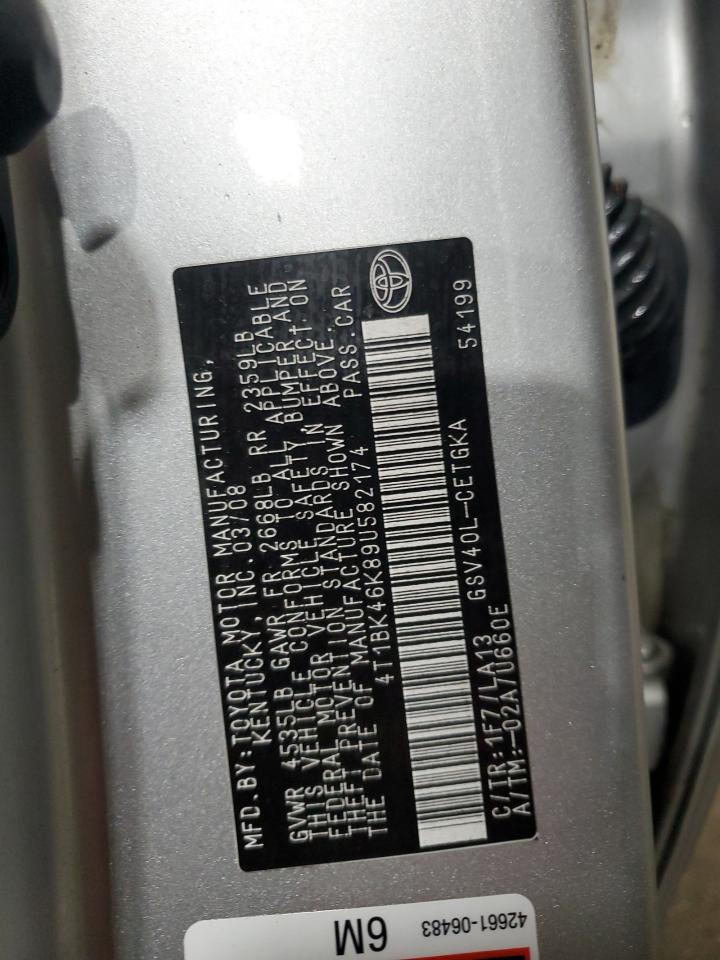 MFD.BY:TOYOTA MOTOR MANUFACTURING,
KENTUCKY, INC.03/08
GVWR 4535LB GAWR FR 2668LB RR 2359LB
THIS VEHICLE CONFORMS TO ALL APPLICABLE
FEDERAL MOTOR VEHICLE SAFETY, BUMPER, AND
THEFT PREVENTION STANDARDS IN EFFECT ON
THE DATE OF MANUFACTURE SHOWN ABOVE.
4T1BK46K89U582174 PASS.CAR
C/TR:1F7/LA13 GSV40L-CETGKA 54199
A/TM:-02A/U660E
6M 42661-06483